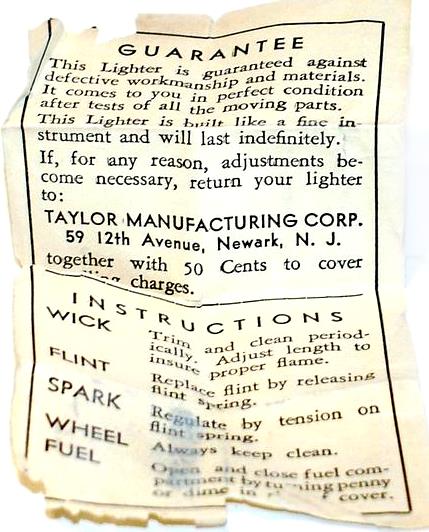 GUARANTEE
This Lighter is guaranteed against
defective workmanship and materials.
It comes to you in perfect condition
after tests of all the moving parts.
This Lighter is built like a fine in-
strument and will last indefinitely.
If, for any reason, adjustments be-
come necessary, return your lighter
to:
TAYLOR MANUFACTURING CORP.
59 12th Avenue, Newark, N. J.
together with 50 Cents to cover
charges.
INSTRUCTIONS
WICK Trim and clean period-
ically. Adjust length to
insure proper flame.
FLINT Replace flint by releasing
flint spring.
SPARK Regulate by tension on
flint spring.
WHEEL Always keep clean.
FUEL Open and close fuel com-
partment by turning penny
or dime in cover.